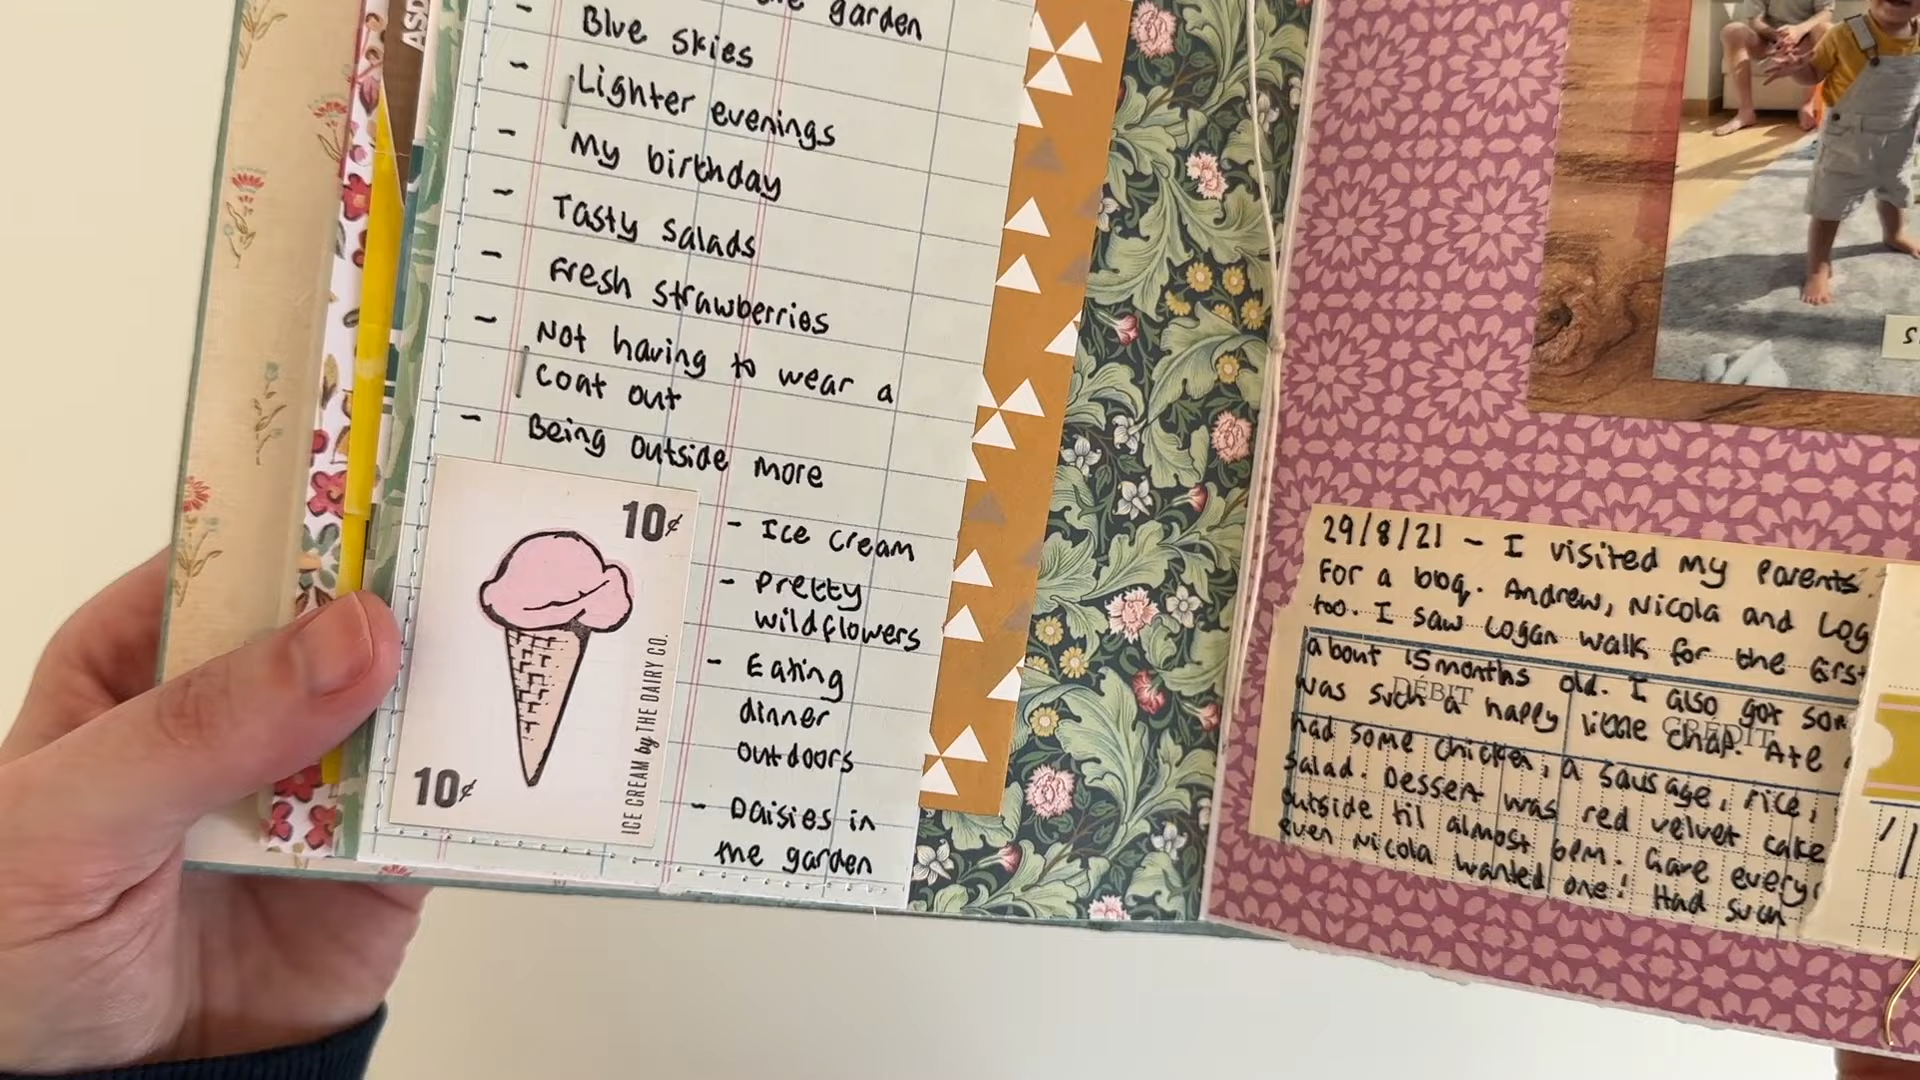 garden
- Blue skies
- Lighter evenings
- My birthday
- Tasty salads
- Fresh strawberries
- Not having to wear a
coat out
- Being outside more
- Ice cream
- Pretty
wildflowers
- Eating
dinner
outdoors
- Daisies in
the garden
10¢
ICE CREAM by THE DAIRY CO.
10¢
ASD
29/8/21 - I visited my parents
for a bbq. Andrew, Nicola and Log
too. I saw Logan walk for the firs
about 15 months old. I also got som
DÉBIT
CRÉDIT
was such a happy little chap. Ate
had some chicken, a sausage, rice,
salad. Dessert was red velvet cake
outside til almost 6pm. Gave every
even Nicola wanted one! Had such